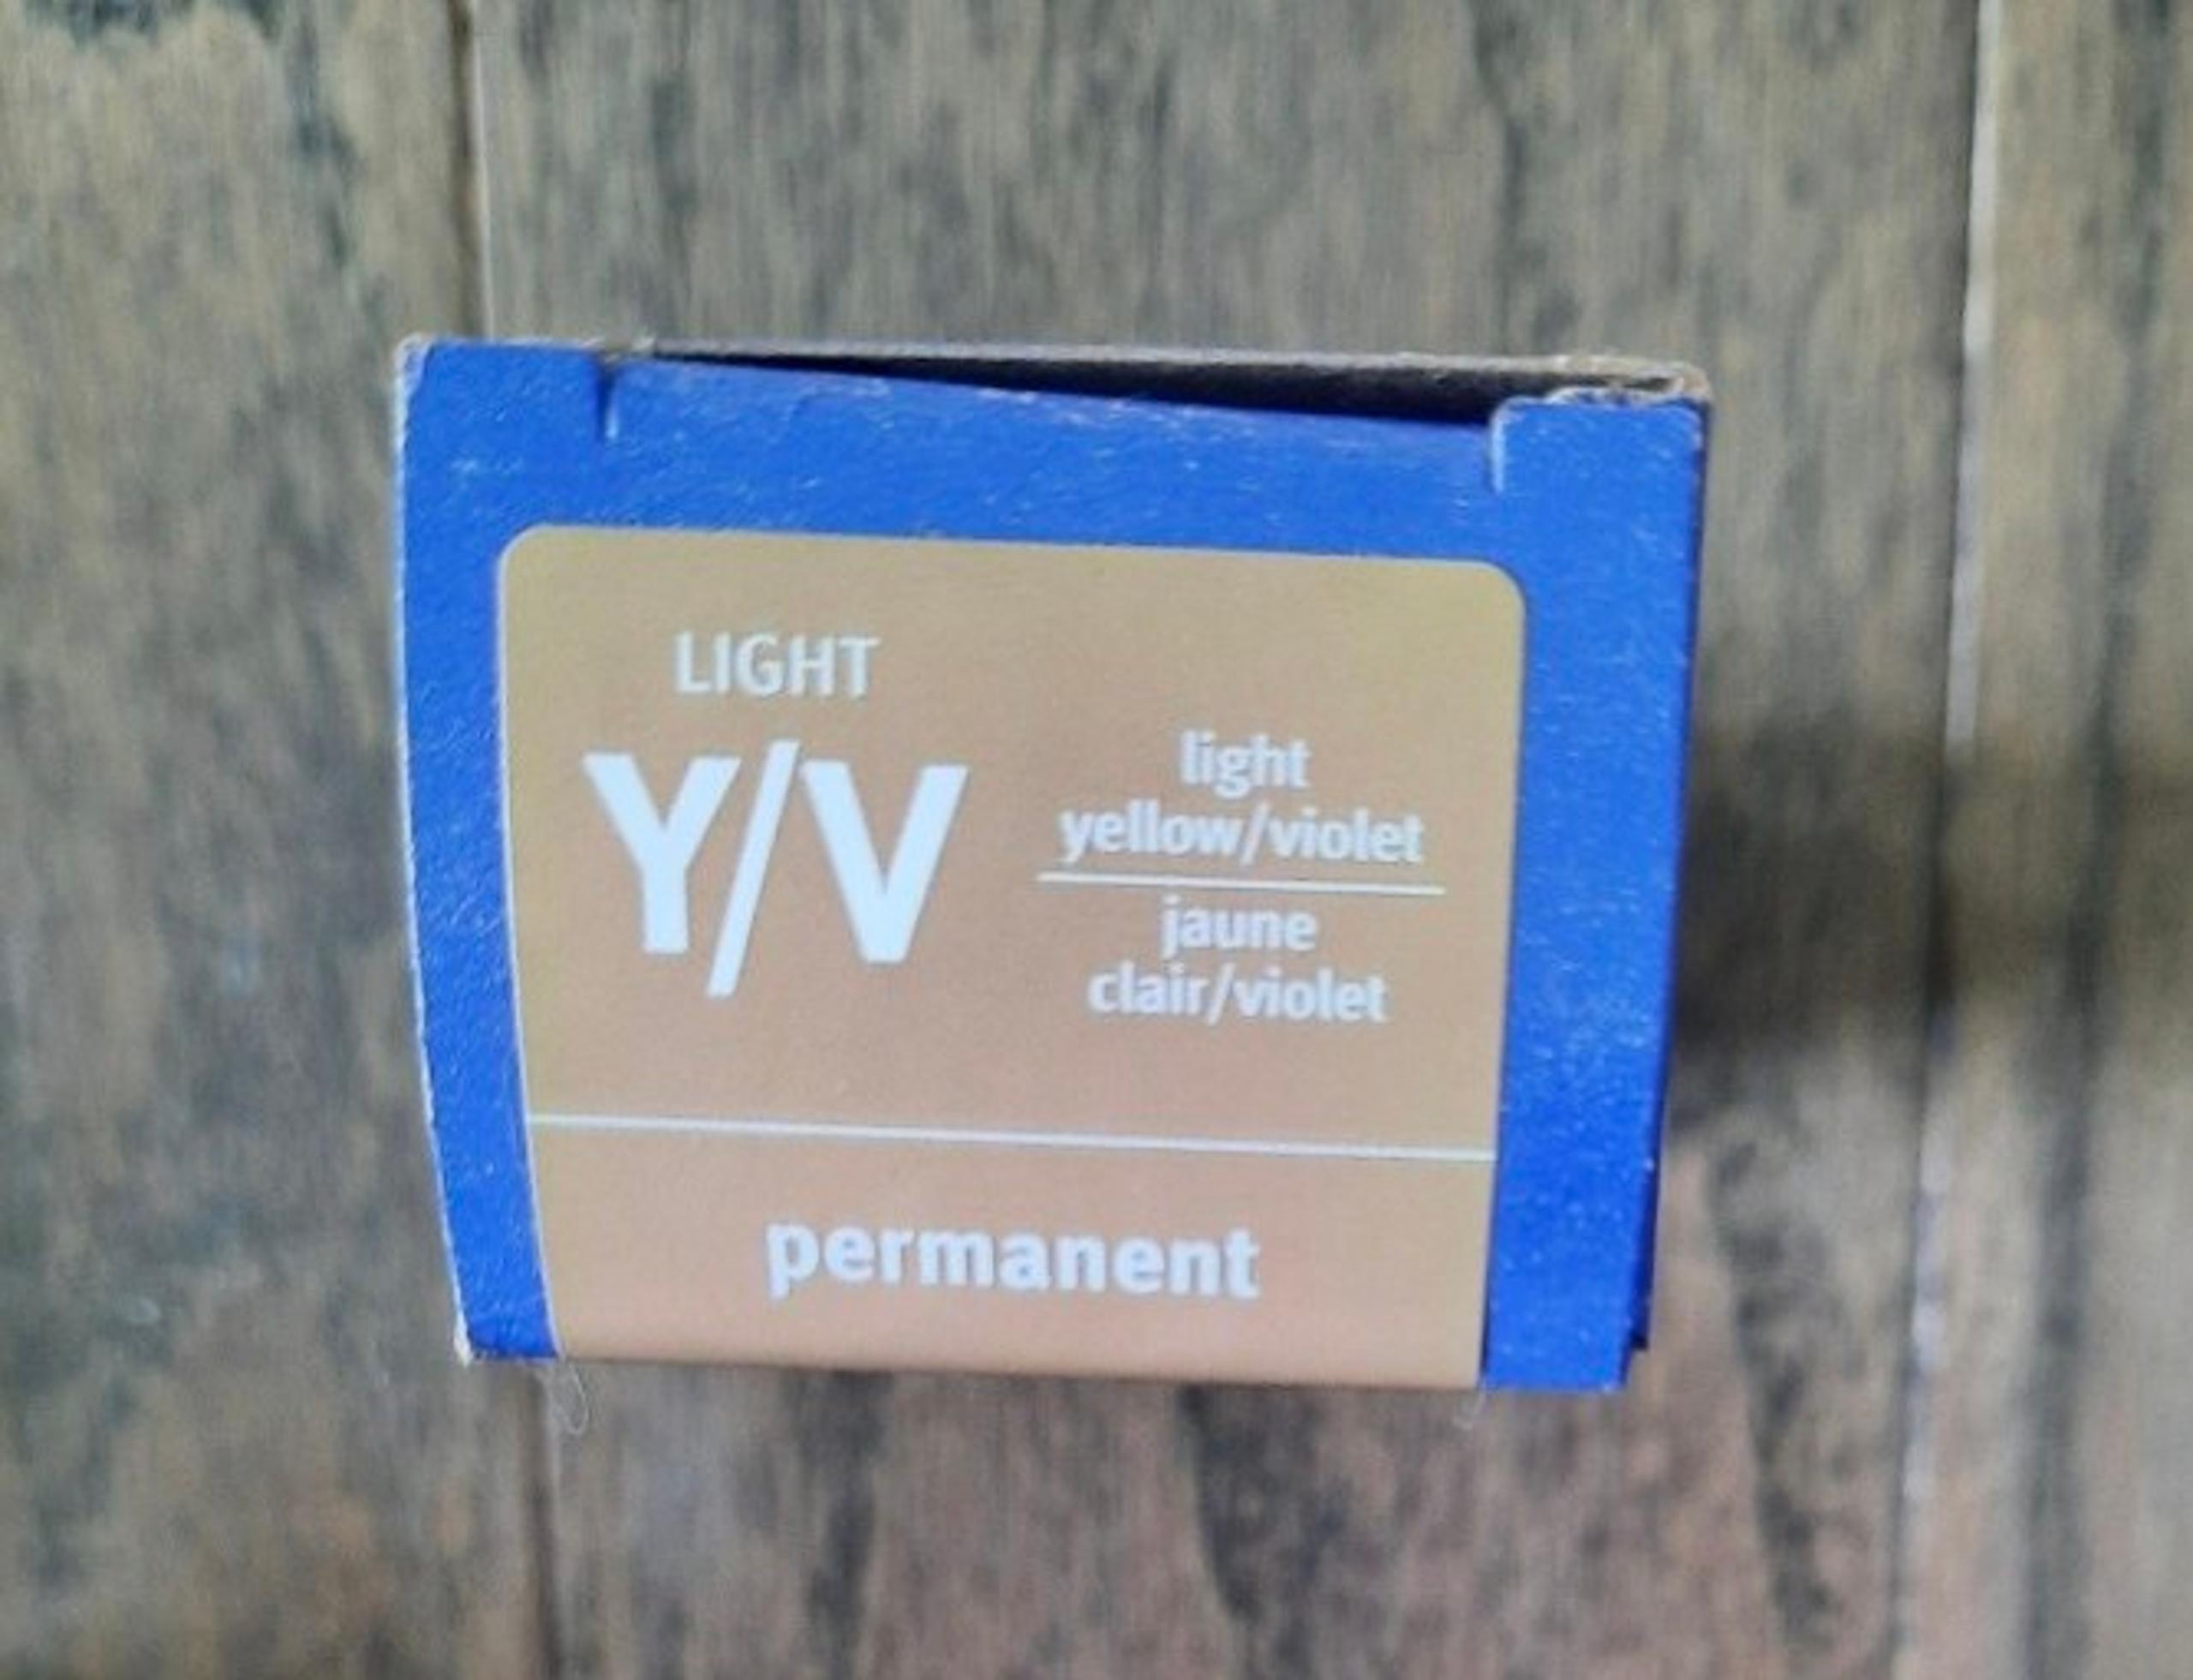 LIGHT
Y/V
light
yellow/violet
jaune
clair/violet
permanent